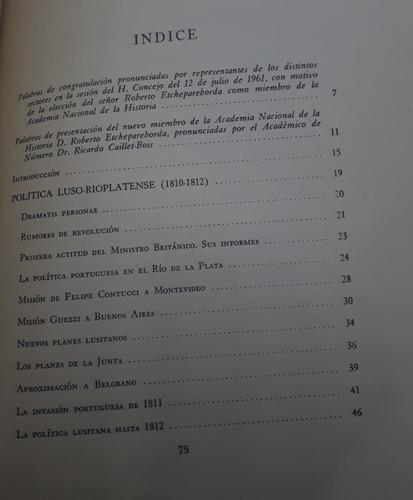 INDICE
Palabras de congratulación pronunciadas por representantes de los distintos
sectores en la sesión del H. Concejo del 12 de julio de 1961, con motivo
de la elección del señor Roberto Etchepareborda como miembro de la
Academia Nacional de la Historia 7
Palabras de presentación del nuevo miembro de la Academia Nacional de la
Historia D. Roberto Etchepareborda, pronunciadas por el Académico de
Número Dr. Ricardo Caillet-Bois 11
Introducción 15
POLÍTICA LUSO-RIOPLATENSE (1810-1812) 19
Dramatis personae 20
Rumores de revolución 21
Primera actitud del Ministro Británico. Sus informes 23
La política portuguesa en el Río de la Plata 24
Misión de Felipe Contucci a Montevideo 28
Misión Guezzi a Buenos Aires 30
Nuevos planes lusitanos 34
Los planes de la Junta 36
Aproximación a Belgrano 39
La invasión portuguesa de 1811 41
La política lusitana hasta 1812 46
75